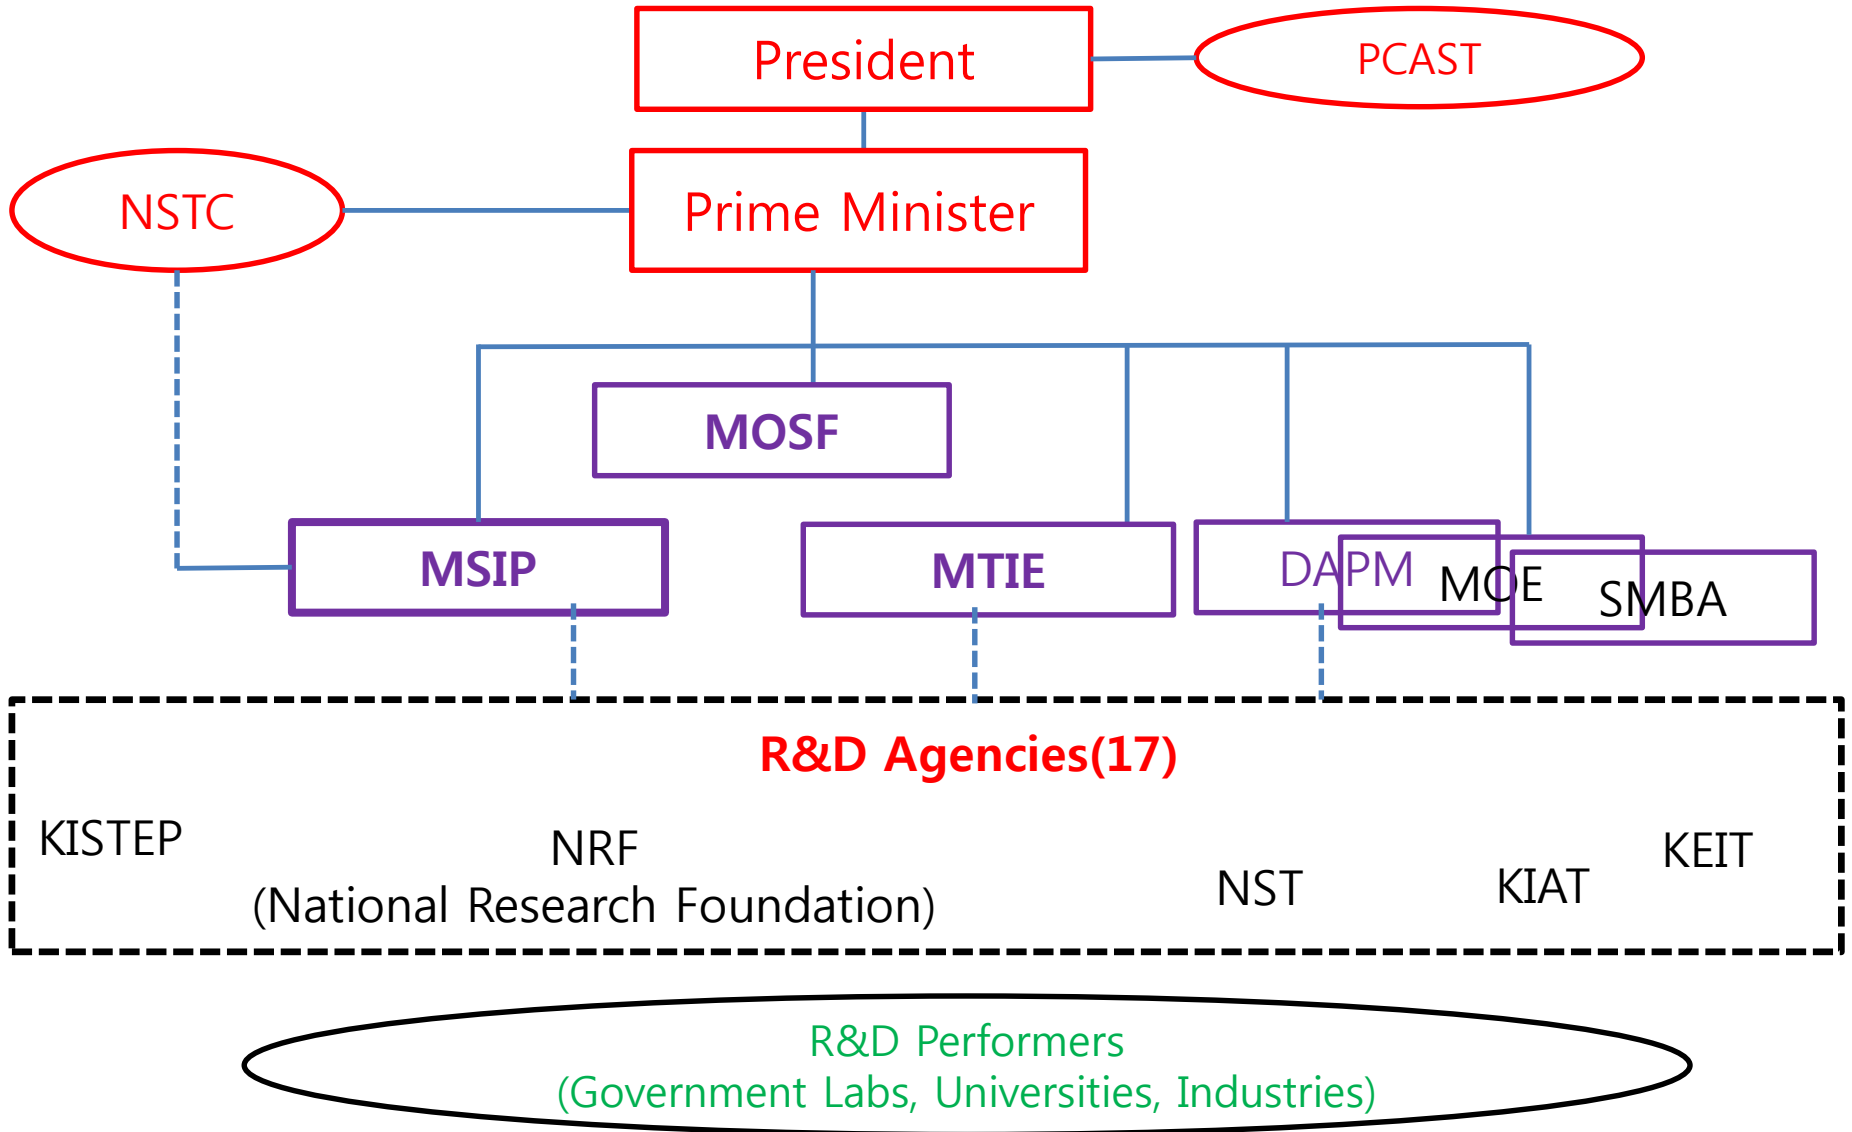 President
PCAST
NSTC
Prime Minister
MOSF
MSIP
MTIE
DAPM
MOE
SMBA
R&D Agencies(17)
KISTEP
NRF
(National Research Foundation)
NST
KIAT
KEIT
R&D Performers
(Government Labs, Universities, Industries)